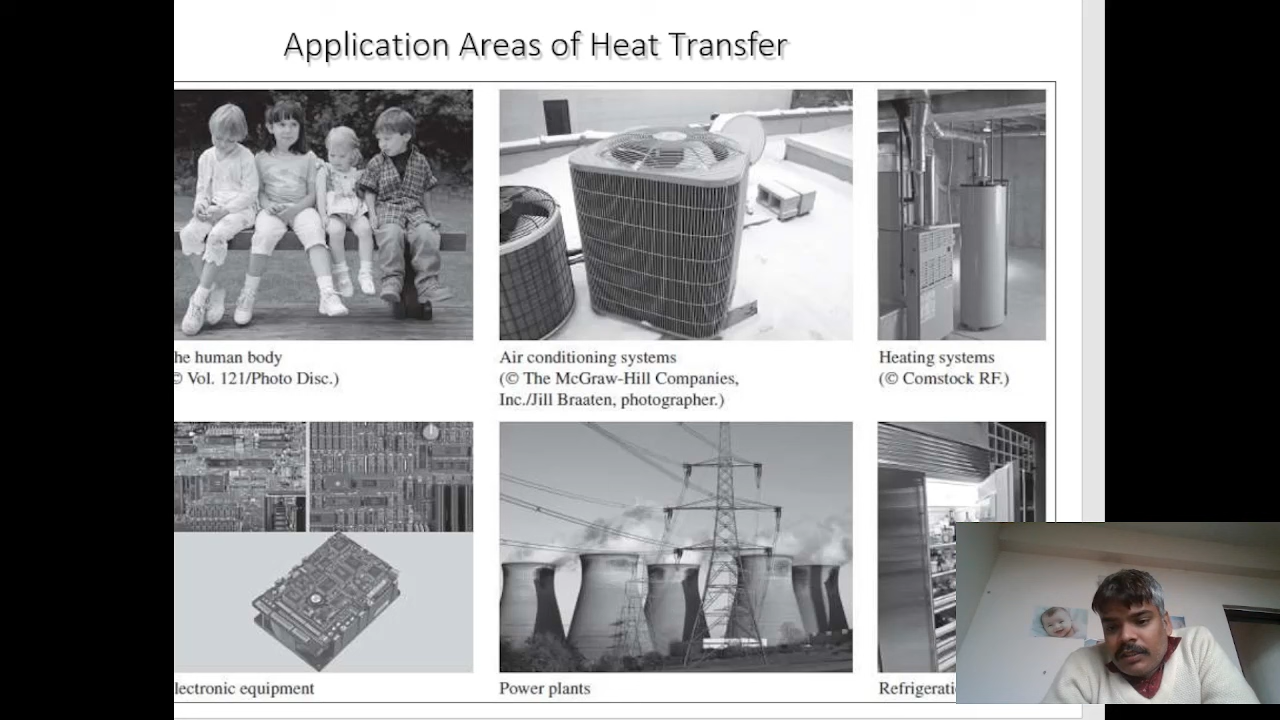 Application Areas of Heat Transfer
he human body
© Vol. 121/Photo Disc.)
Air conditioning systems
(© The McGraw-Hill Companies,
Inc./Jill Braaten, photographer.)
Heating systems
(© Comstock RF.)
lectronic equipment
Power plants
Refrigerati